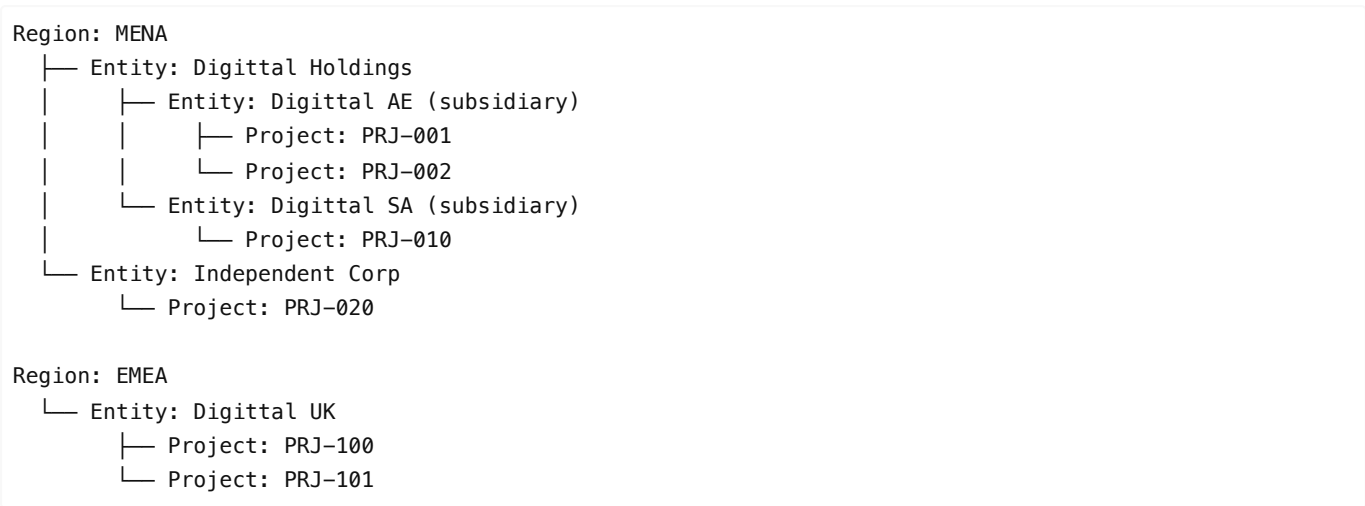 Region: MENA
├── Entity: Digittal Holdings
│     ├── Entity: Digittal AE (subsidiary)
│     │     ├── Project: PRJ-001
│     │     └── Project: PRJ-002
│     └── Entity: Digittal SA (subsidiary)
│           └── Project: PRJ-010
└── Entity: Independent Corp
      └── Project: PRJ-020
Region: EMEA
└── Entity: Digittal UK
      ├── Project: PRJ-100
      └── Project: PRJ-101